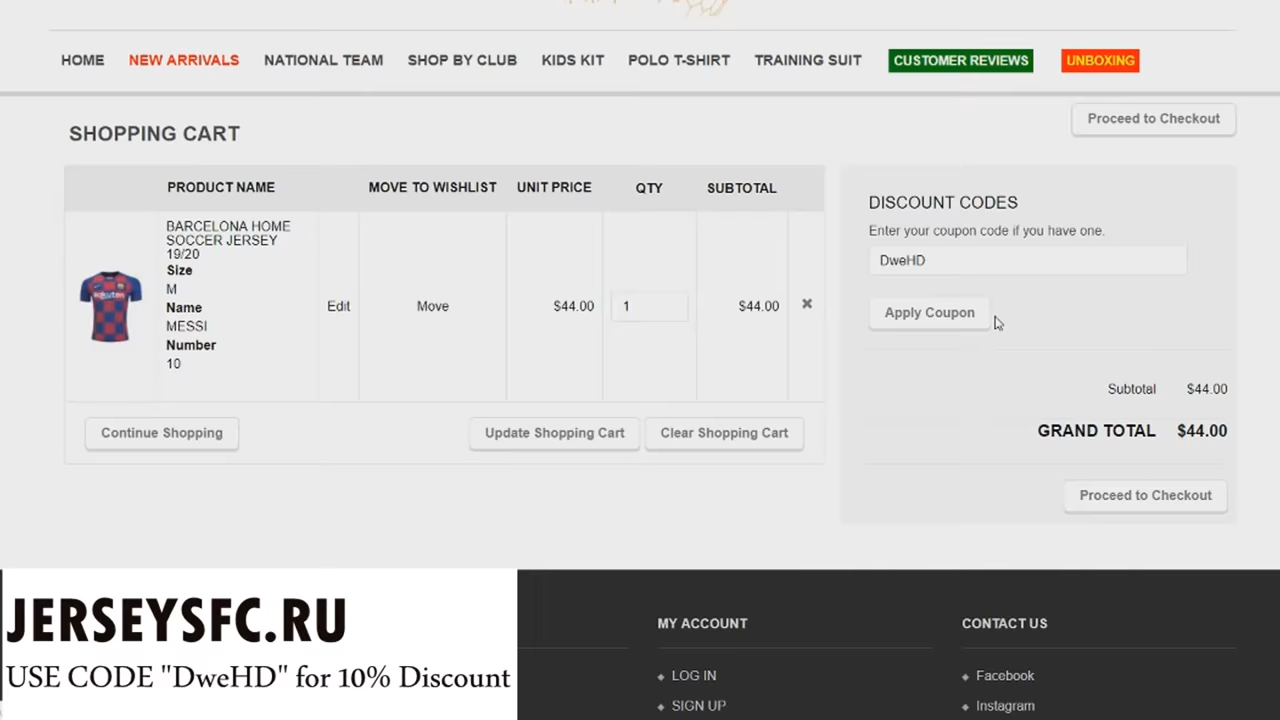 HOME NEW ARRIVALS NATIONAL TEAM SHOP BY CLUB KIDS KIT POLO T-SHIRT TRAINING SUIT CUSTOMER REVIEWS UNBOXING
Proceed to Checkout
SHOPPING CART
PRODUCT NAME MOVE TO WISHLIST UNIT PRICE QTY SUBTOTAL
BARCELONA HOME
SOCCER JERSEY
19/20
Size
M
Name
MESSI
Number
10
Rakuten
Edit Move $44.00 1 $44.00
Continue Shopping Update Shopping Cart Clear Shopping Cart
DISCOUNT CODES
Enter your coupon code if you have one.
DweHD
Apply Coupon
Subtotal $44.00
GRAND TOTAL $44.00
Proceed to Checkout
JERSEYSFC.RU
USE CODE "DweHD" for 10% Discount
MY ACCOUNT
LOG IN
SIGN UP
CONTACT US
Facebook
Instagram